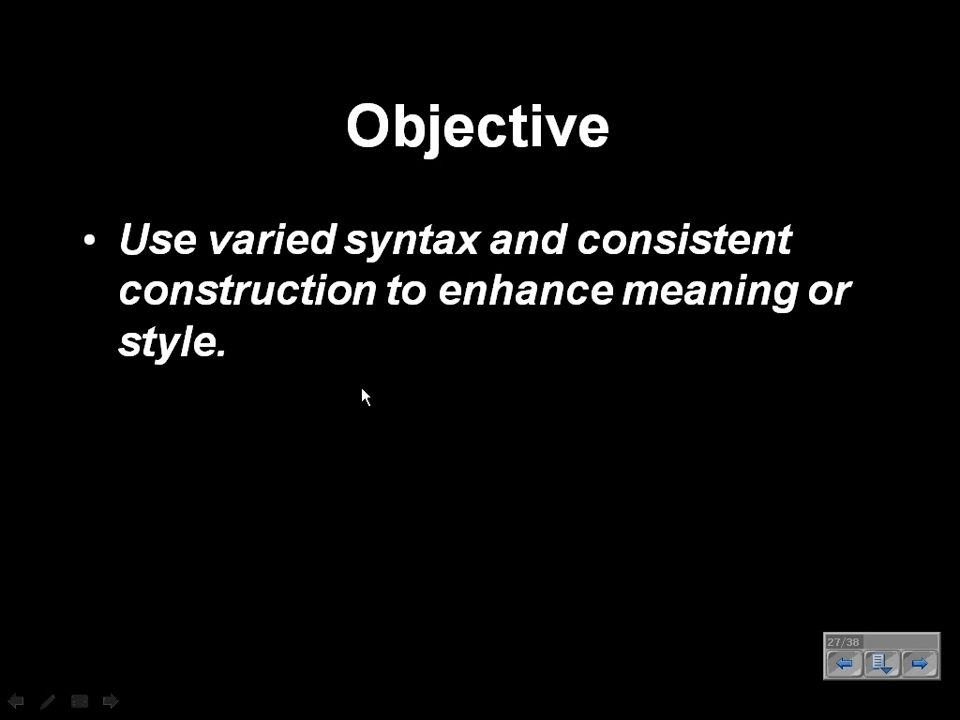 Objective
• Use varied syntax and consistent
construction to enhance meaning or
style.
27/38